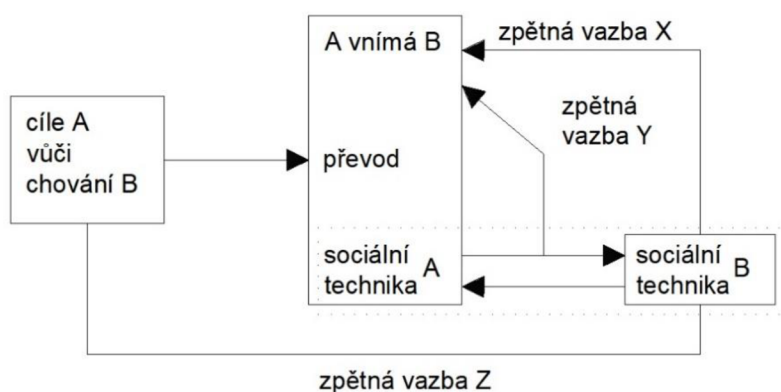 A vnímá B
zpětná vazba X
cíle A
vůči
chování B
zpětná
vazba Y
převod
sociální
technika A
sociální
technika B
zpětná vazba Z